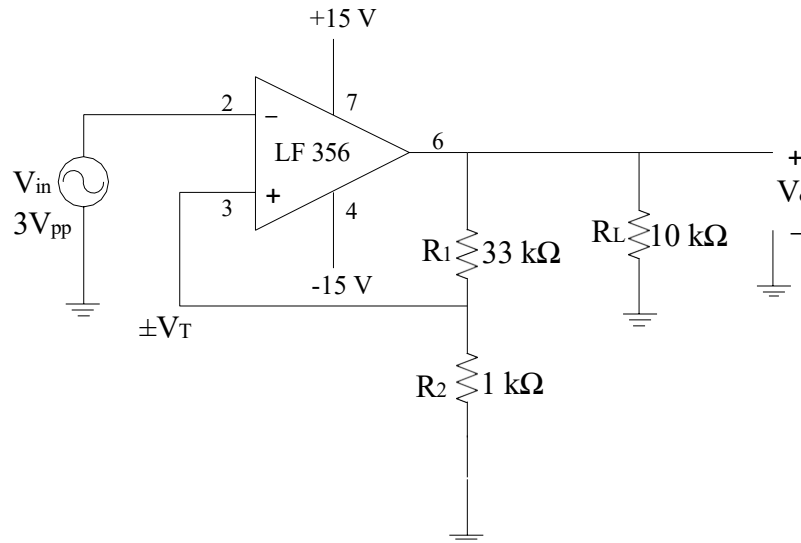 +15 V
2
7
−
LF 356
6
+
3
4
-15 V
Vin
3Vpp
±VT
R1 33 kΩ
R2 1 kΩ
RL 10 kΩ
+
−